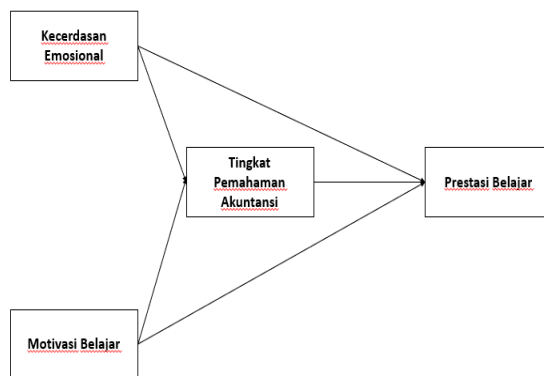 Kecerdasan
Emosional
Tingkat
Pemahaman
Akuntansi
Prestasi Belajar
Motivasi Belajar